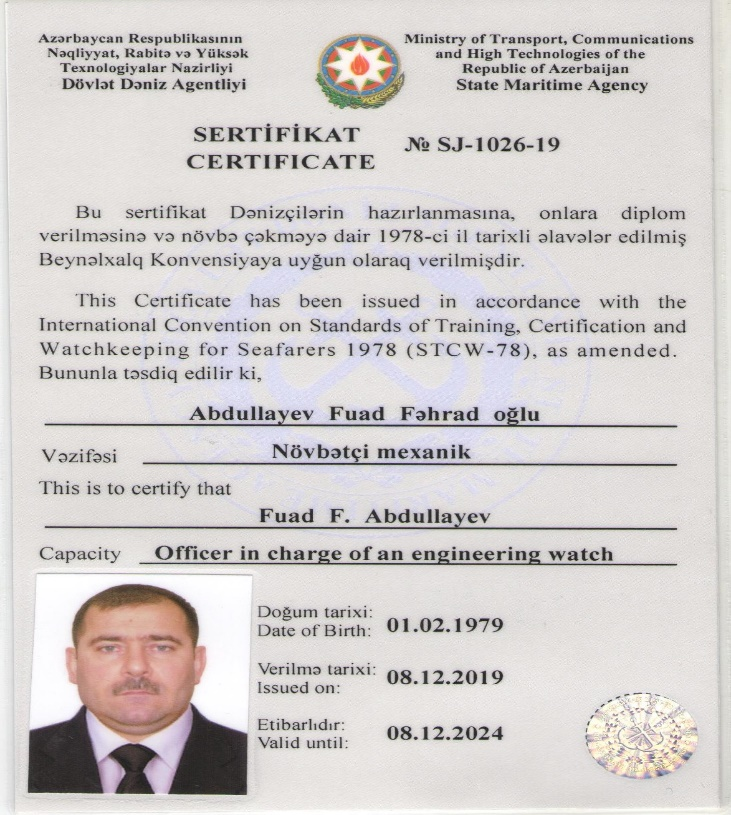 Azərbaycan Respublikasının
Nəqliyyat, Rabitə və Yüksək
Texnologiyalar Nazirliyi
Dövlət Dəniz Agentliyi
Ministry of Transport, Communications
and High Technologies of the
Republic of Azerbaijan
State Maritime Agency
SERTİFİKAT
CERTIFICATE
№ SJ-1026-19
Bu sertifikat Dənizçilərin hazırlanmasına, onlara diplom
verilməsinə və növbə çəkməyə dair 1978-ci il tarixli əlavələr edilmiş
Beynəlxalq Konvensiyaya uyğun olaraq verilmişdir.
This Certificate has been issued in accordance with the
International Convention on Standards of Training, Certification and
Watchkeeping for Seafarers 1978 (STCW-78), as amended.
Bununla təsdiq edilir ki,
Abdullayev Fuad Fəhrad oğlu
Vəzifəsi Növbətçi mexanik
This is to certify that
Fuad F. Abdullayev
Capacity Officer in charge of an engineering watch
Doğum tarixi:
Date of Birth: 01.02.1979
Verilmə tarixi:
Issued on: 08.12.2019
Etibarlıdır:
Valid until: 08.12.2024